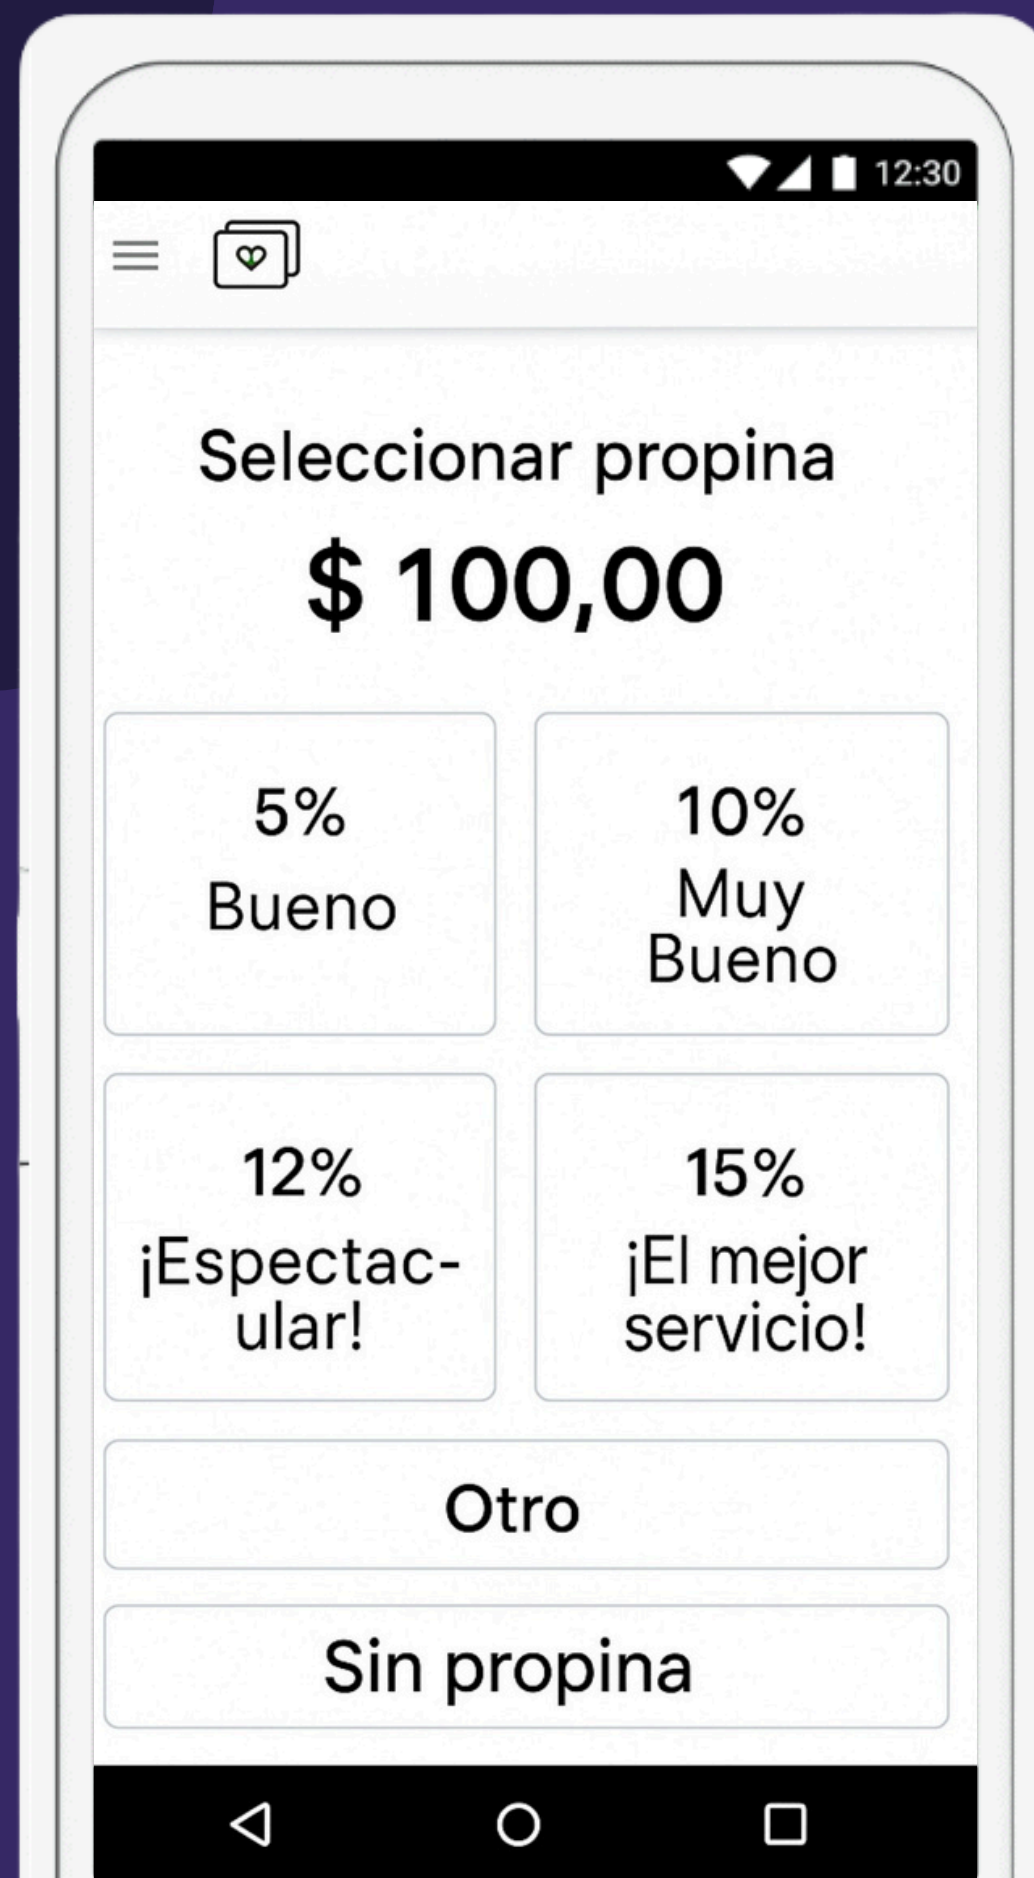 12:30
Seleccionar propina
$ 100,00
5%
Bueno
10%
Muy
Bueno
12%
¡Espectac-
ular!
15%
¡El mejor
servicio!
Otro
Sin propina